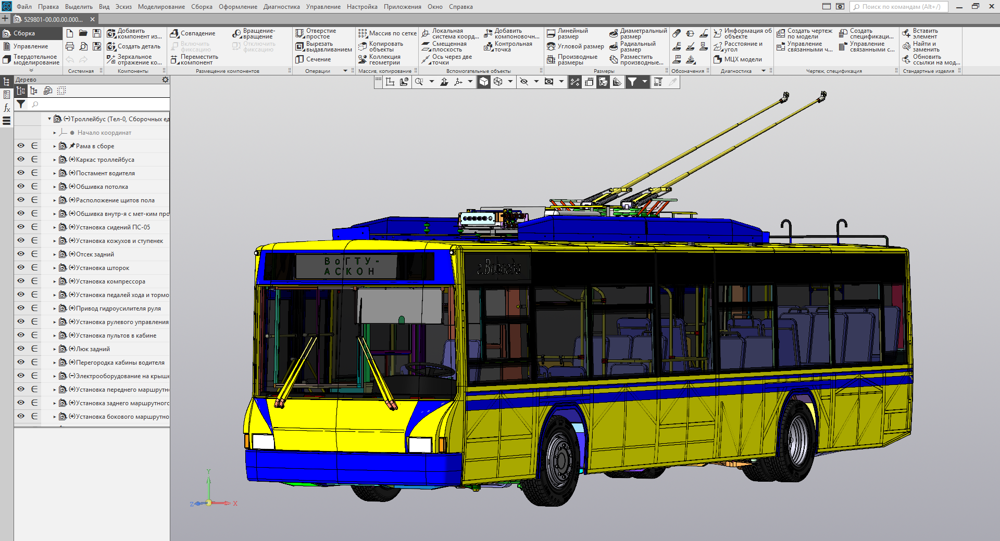 Файл Правка Выделить Вид Эскиз Моделирование Сборка Оформление Диагностика Управление Настройка Приложения Окно Справка
Поиск по командам (Alt+/)
529801-00.00.00.000...
Сборка
Управление
Твердотельное
моделирование
Системная
Добавить
компонент из...
Создать деталь
Зеркальное
отражение ко...
Компоненты
Совпадение
Включить
фиксацию
Переместить
компонент
Вращение-
вращение
Отключить
фиксацию
Размещение компонентов
Отверстие
простое
Вырезать
выдавливанием
Сечение
Операции
Массив по сетке
Копировать
объекты
Коллекция
геометрии
Массив, копирование
Локальная
система коорд...
Смещенная
плоскость
Ось через две
точки
Добавить
компоновочн...
Контрольная
точка
Вспомогательные объекты
Линейный
размер
Угловой размер
Производные
размеры
Диаметральный
размер
Радиальный
размер
Разместить
производные...
Размеры
Обозначения
Информация об
объекте
Расстояние и
угол
МЦХ модели
Диагностика
Создать чертеж
по модели
Управление
связанными ч...
Создать
спецификаци...
Управление
связанными с...
Чертеж, спецификация
Вставить
элемент
Найти и
заменить
Обновить
ссылки на мод...
Стандартные изделия
Дерево
(−)Троллейбус (Тел-0, Сборочных ед
Начало координат
Рама в сборе
(+)Каркас троллейбуса
(+)Постамент водителя
(+)Обшивка потолка
(+)Расположение щитов пола
(+)Обшивка внутр-я с мет-ким про
(+)Установка сидений ПС-05
(+)Установка кожухов и ступенек
(+)Отсек задний
(+)Установка шторок
(+)Установка компрессора
(+)Установка педалей хода и тормо
(+)Привод гидроусилителя руля
(+)Установка рулевого управления
(+)Установка пультов в кабине
(+)Люк задний
(+)Перегородка кабины водителя
(−)Электрооборудование на крыше
(+)Установка переднего маршрутн
(+)Установка заднего маршрутного
(+)Установка бокового маршрутно
ВоГТУ-
АСКОН
г.Вологда
Y
Z
X